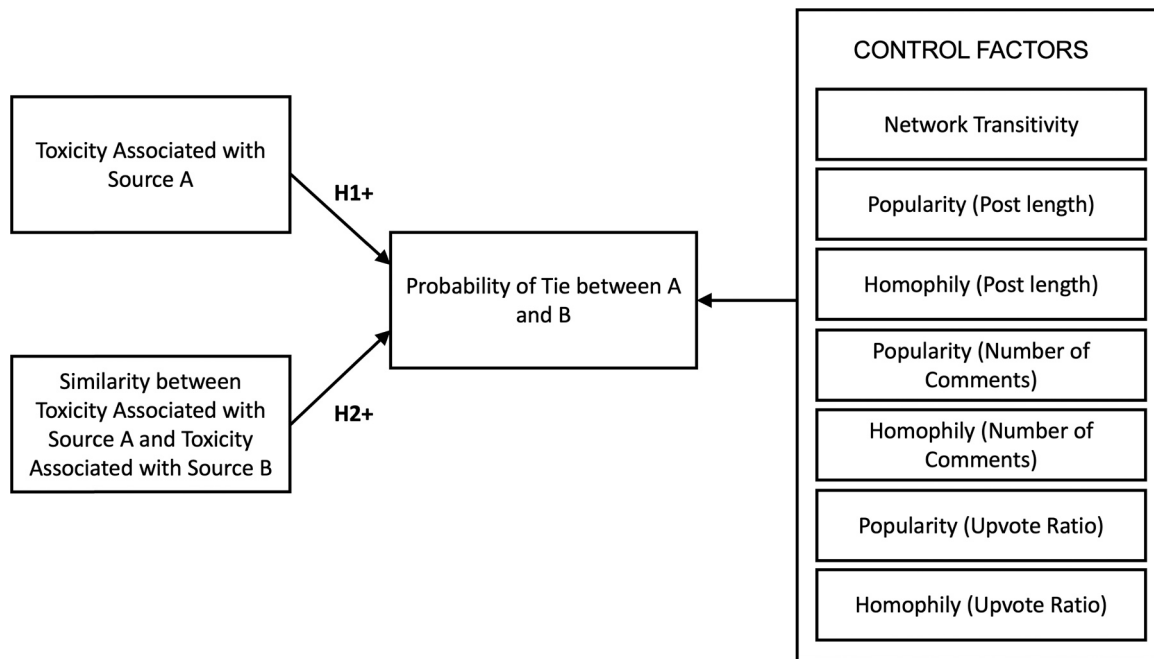 Toxicity Associated with
Source A
H1+
Similarity between
Toxicity Associated with
Source A and Toxicity
Associated with Source B
H2+
Probability of Tie between A
and B
CONTROL FACTORS
Network Transitivity
Popularity (Post length)
Homophily (Post length)
Popularity (Number of
Comments)
Homophily (Number of
Comments)
Popularity (Upvote Ratio)
Homophily (Upvote Ratio)